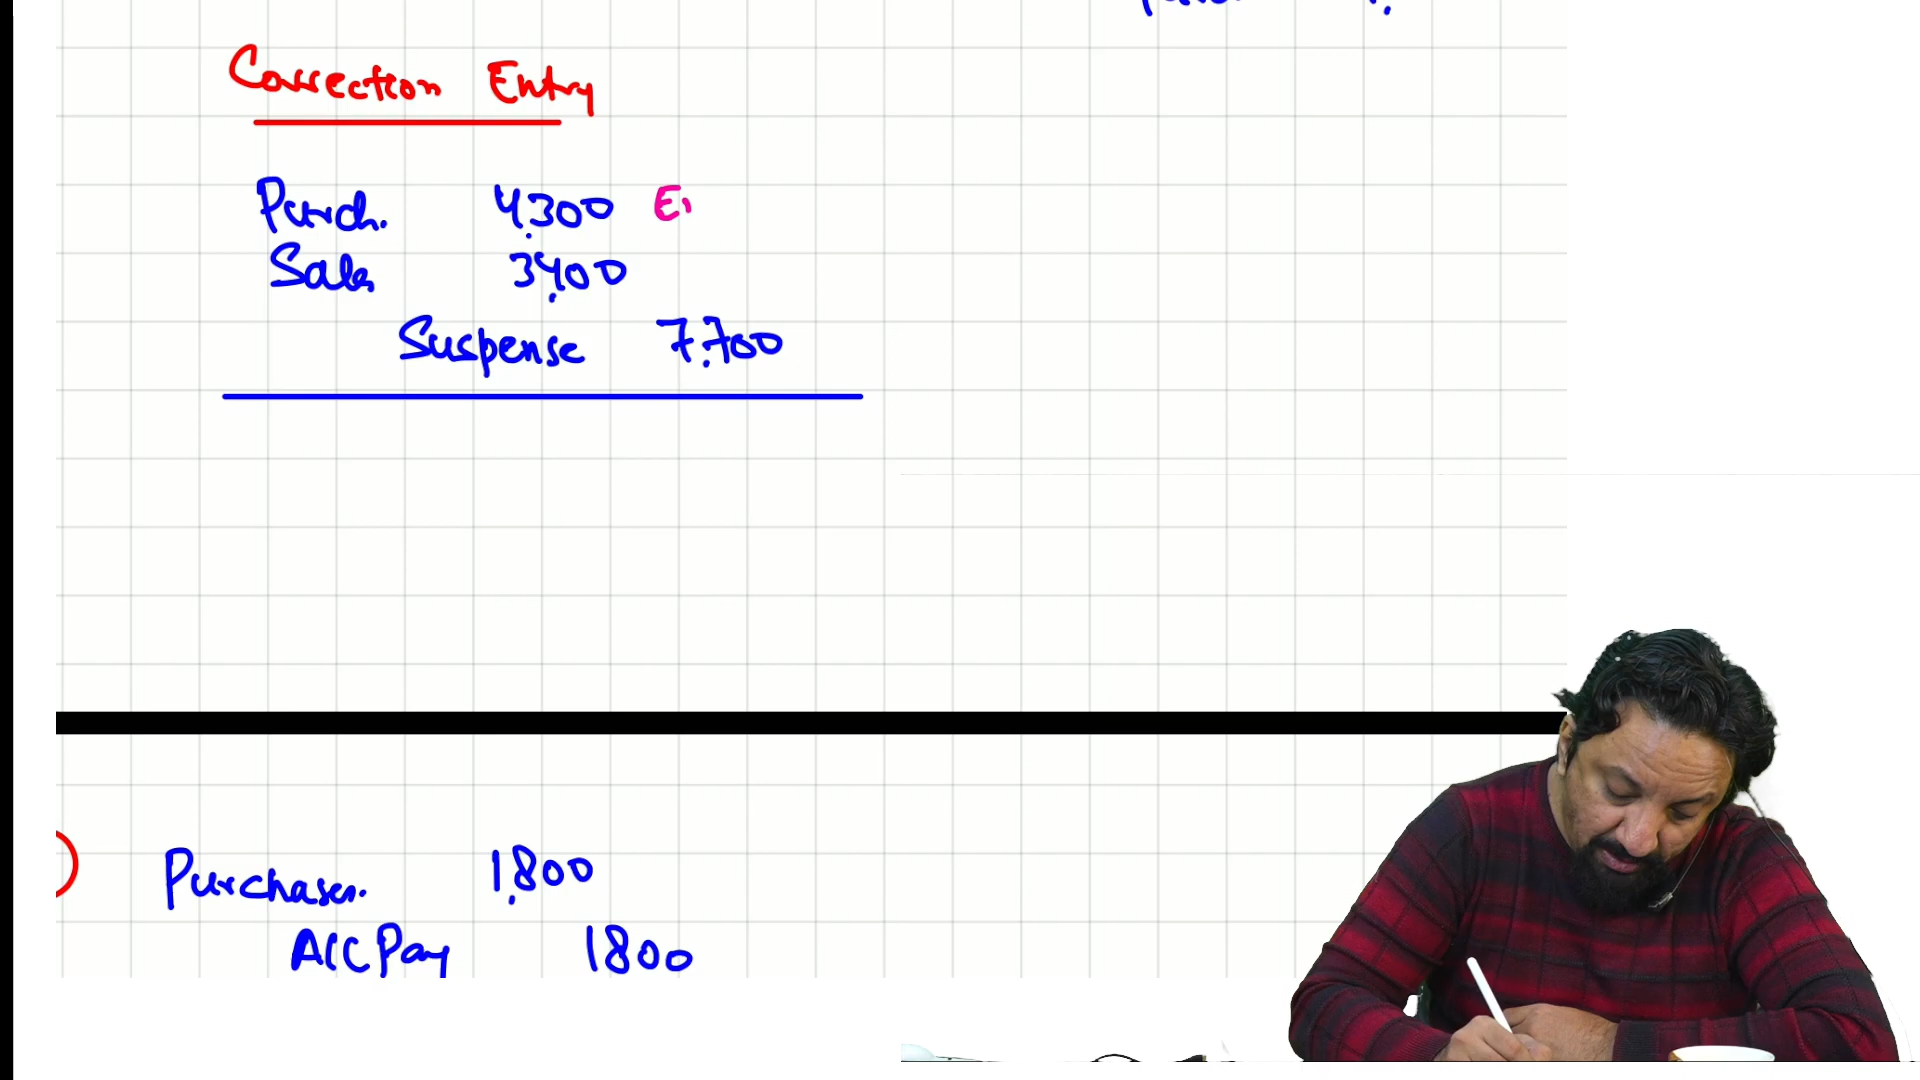 Correction Entry
Purch. 4,300 E
Sales 3,400
Suspense 7,700
Purchases. 1,800
A/C Pay 1800